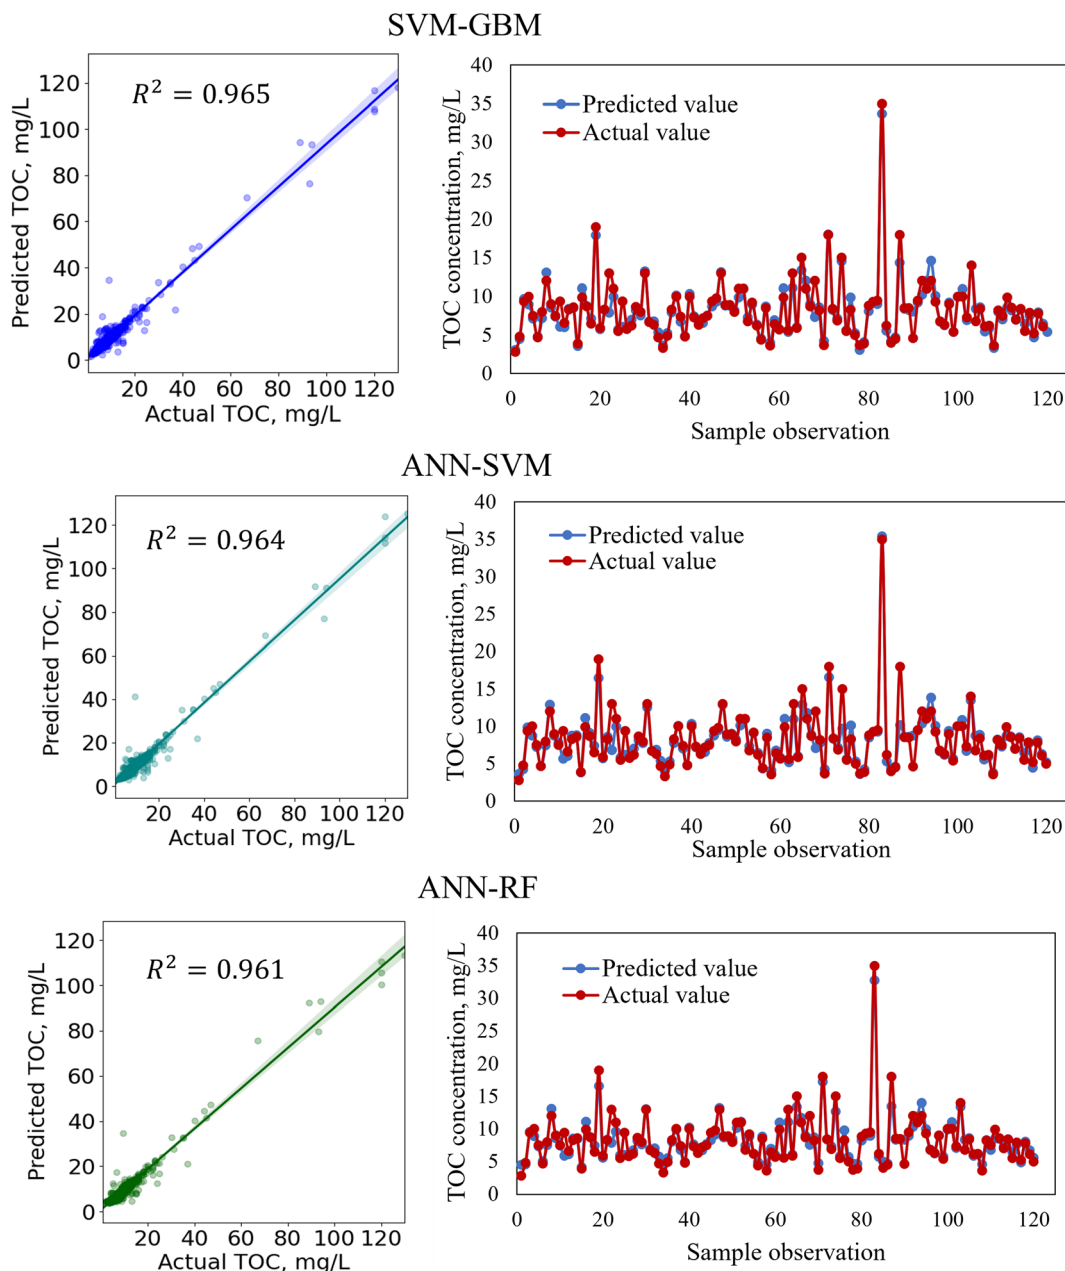 SVM-GBM
R² = 0.965
Predicted TOC, mg/L
120
100
80
60
40
20
0
20 40 60 80 100 120
Actual TOC, mg/L
TOC concentration, mg/L
40
35
30
25
20
15
10
5
0
Predicted value
Actual value
0 20 40 60 80 100 120
Sample observation
ANN-SVM
R² = 0.964
Predicted TOC, mg/L
120
100
80
60
40
20
0
20 40 60 80 100 120
Actual TOC, mg/L
TOC concentration, mg/L
40
35
30
25
20
15
10
5
0
Predicted value
Actual value
0 20 40 60 80 100 120
Sample observation
ANN-RF
R² = 0.961
Predicted TOC, mg/L
120
100
80
60
40
20
0
20 40 60 80 100 120
Actual TOC, mg/L
TOC concentration, mg/L
40
35
30
25
20
15
10
5
0
Predicted value
Actual value
0 20 40 60 80 100 120
Sample observation